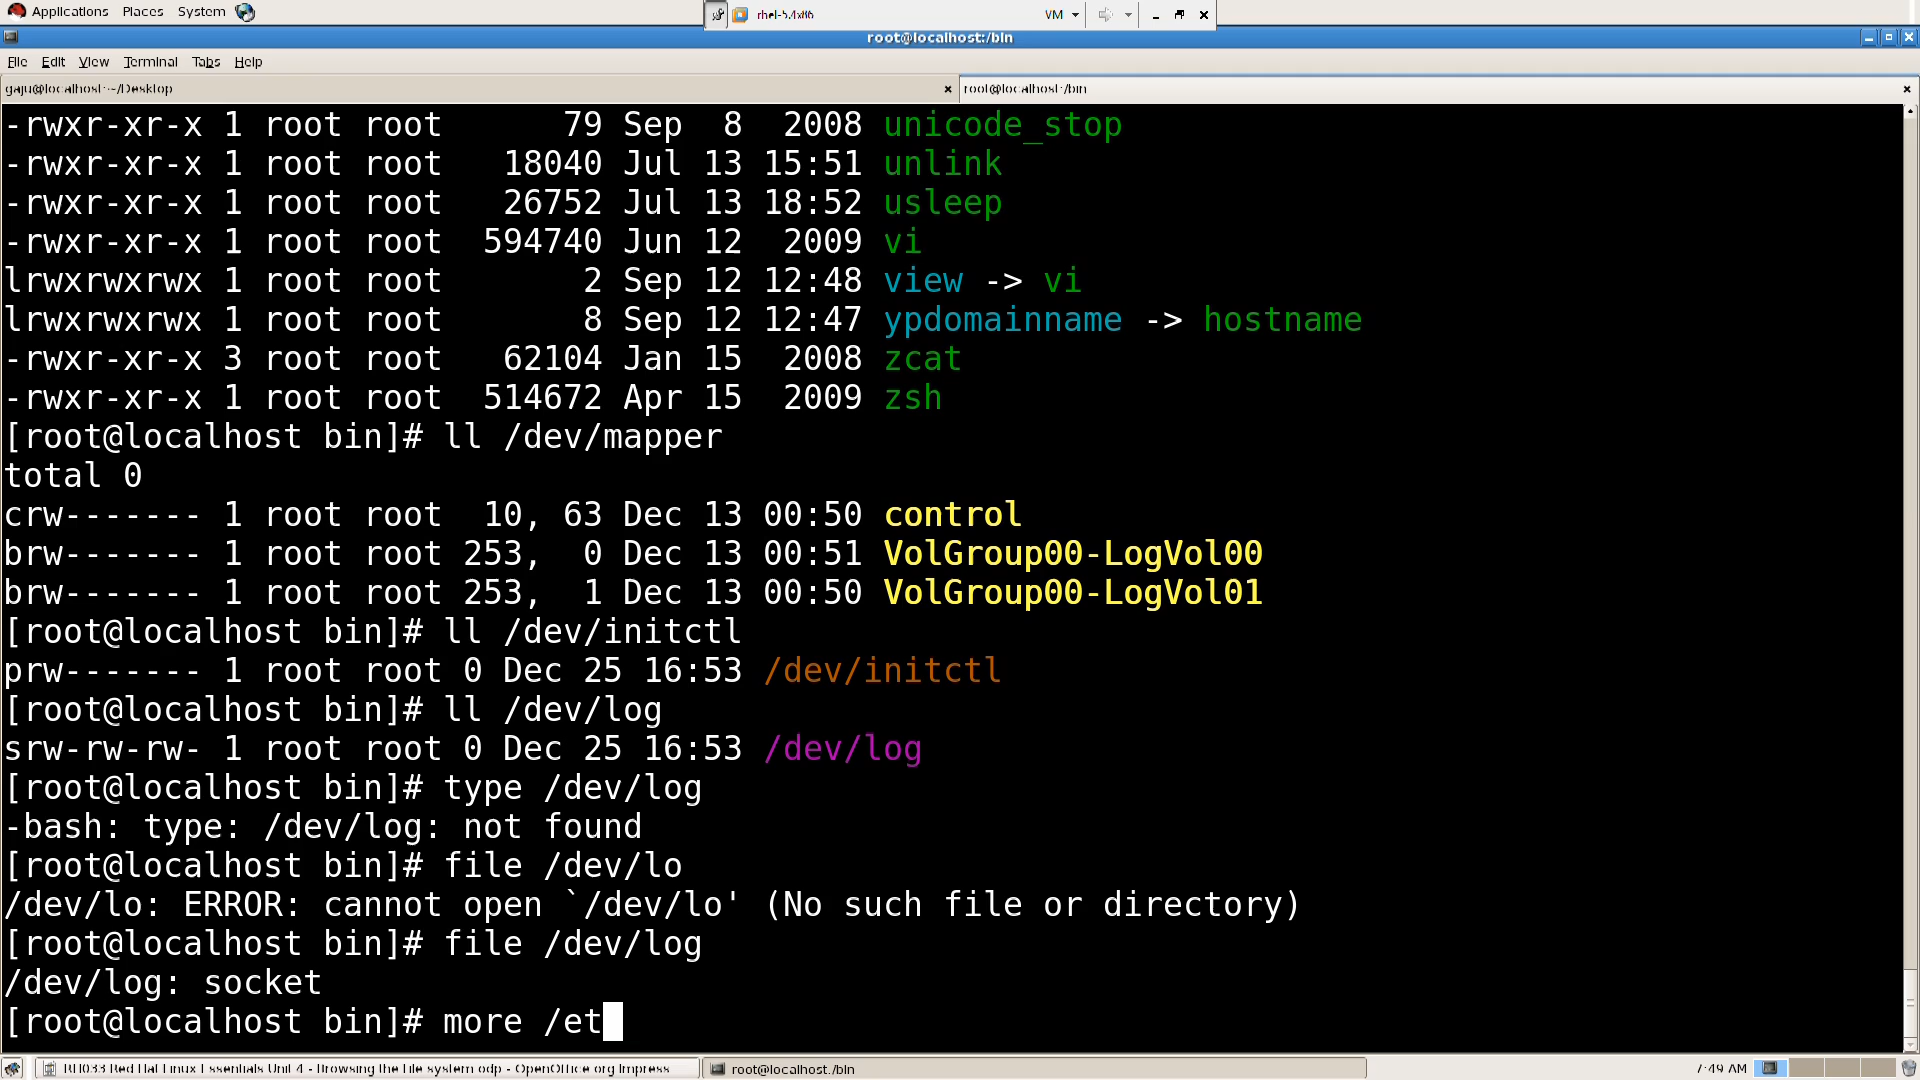 Applications Places System
rhel-5.4x86 VM
root@localhost:/bin
File Edit View Terminal Tabs Help
gaju@localhost:~/Desktop
root@localhost:/bin
-rwxr-xr-x 1 root root      79 Sep  8  2008 unicode_stop
-rwxr-xr-x 1 root root   18040 Jul 13 15:51 unlink
-rwxr-xr-x 1 root root   26752 Jul 13 18:52 usleep
-rwxr-xr-x 1 root root  594740 Jun 12  2009 vi
lrwxrwxrwx 1 root root       2 Sep 12 12:48 view -> vi
lrwxrwxrwx 1 root root       8 Sep 12 12:47 ypdomainname -> hostname
-rwxr-xr-x 3 root root   62104 Jan 15  2008 zcat
-rwxr-xr-x 1 root root  514672 Apr 15  2009 zsh
[root@localhost bin]# ll /dev/mapper
total 0
crw------- 1 root root  10, 63 Dec 13 00:50 control
brw------- 1 root root 253,  0 Dec 13 00:51 VolGroup00-LogVol00
brw------- 1 root root 253,  1 Dec 13 00:50 VolGroup00-LogVol01
[root@localhost bin]# ll /dev/initctl
prw------- 1 root root 0 Dec 25 16:53 /dev/initctl
[root@localhost bin]# ll /dev/log
srw-rw-rw- 1 root root 0 Dec 25 16:53 /dev/log
[root@localhost bin]# type /dev/log
-bash: type: /dev/log: not found
[root@localhost bin]# file /dev/lo
/dev/lo: ERROR: cannot open `/dev/lo' (No such file or directory)
[root@localhost bin]# file /dev/log
/dev/log: socket
[root@localhost bin]# more /et
RH033 Red Hat Linux Essentials Unit 4 - Browsing the File system odp - OpenOffice org Impress
root@localhost:/bin
7:49 AM